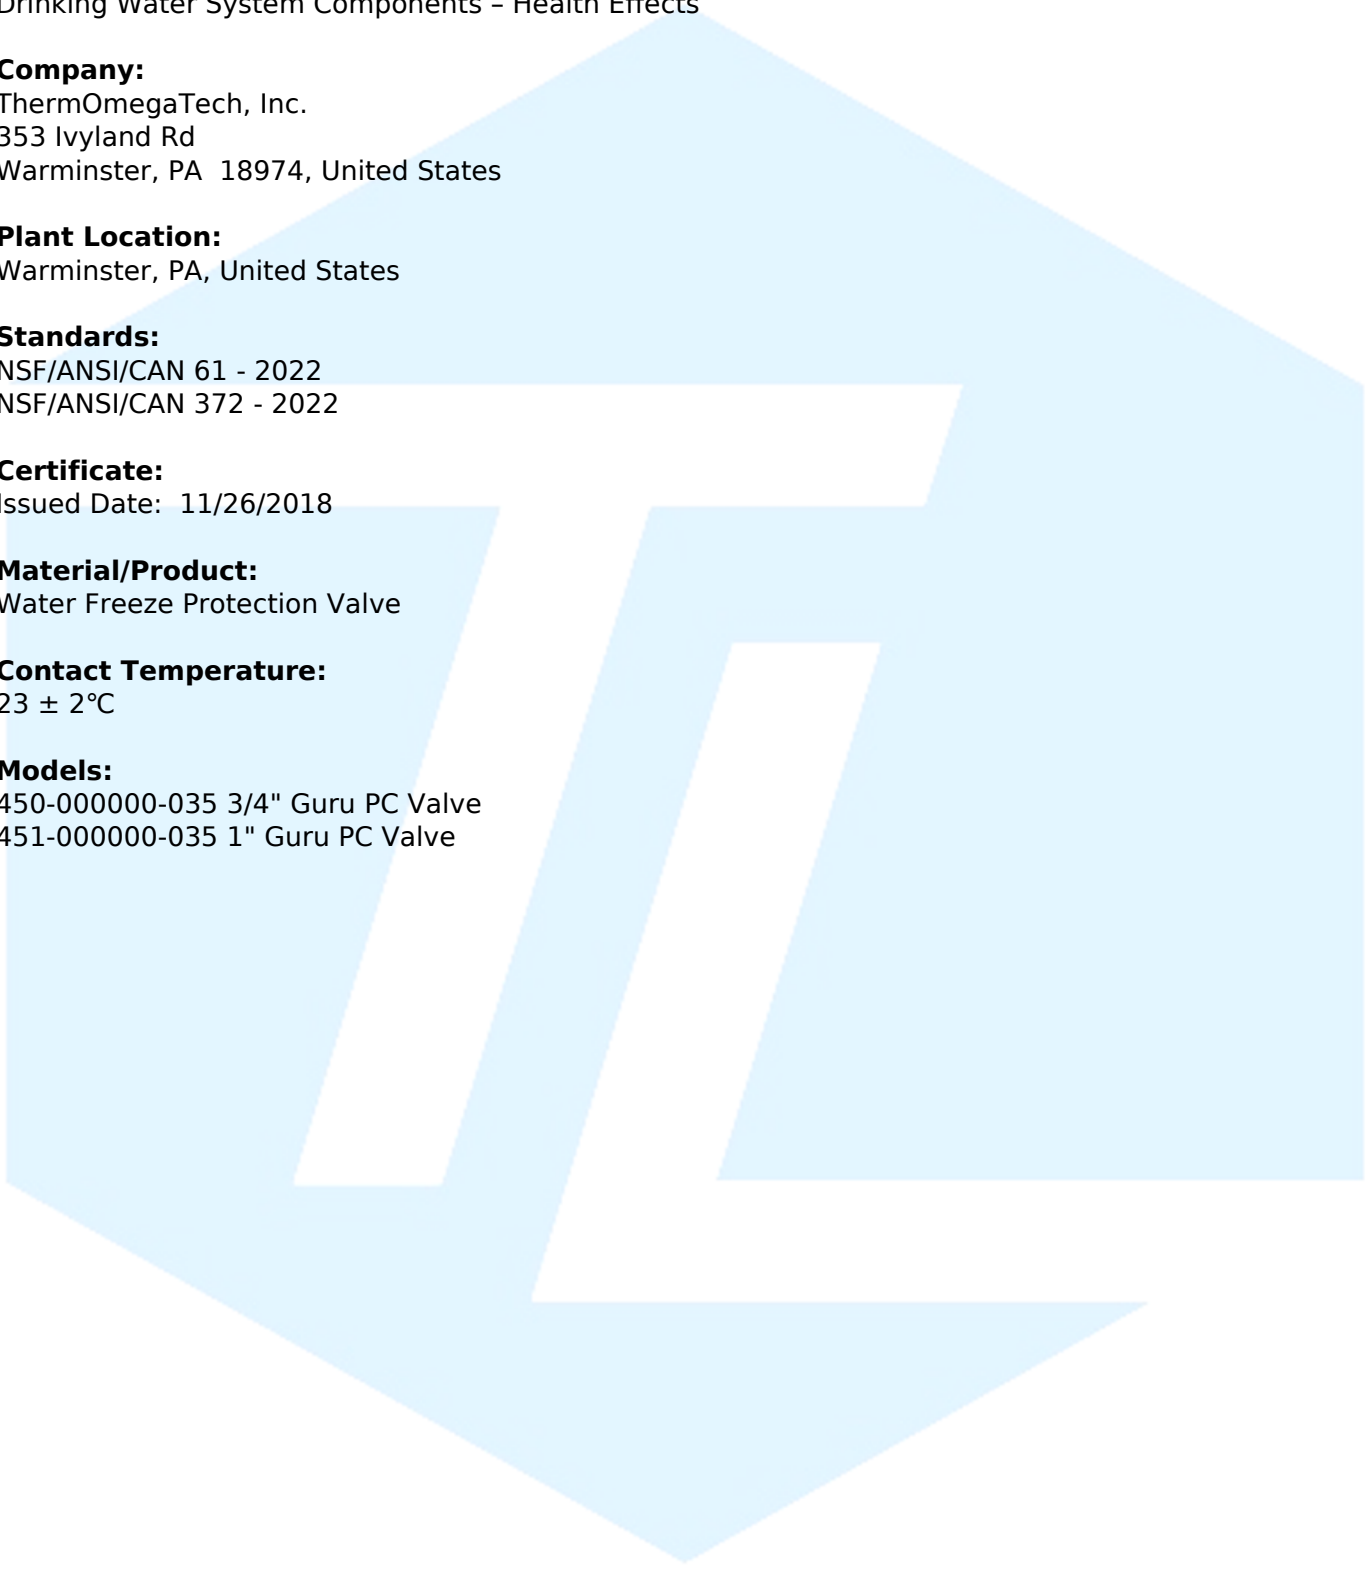 Drinking Water System Components – Health Effects
Company:
ThermOmegaTech, Inc.
353 Ivyland Rd
Warminster, PA  18974, United States
Plant Location:
Warminster, PA, United States
Standards:
NSF/ANSI/CAN 61 - 2022
NSF/ANSI/CAN 372 - 2022
Certificate:
Issued Date:  11/26/2018
Material/Product:
Water Freeze Protection Valve
Contact Temperature:
23 ± 2℃
Models:
450-000000-035 3/4" Guru PC Valve
451-000000-035 1" Guru PC Valve
TL